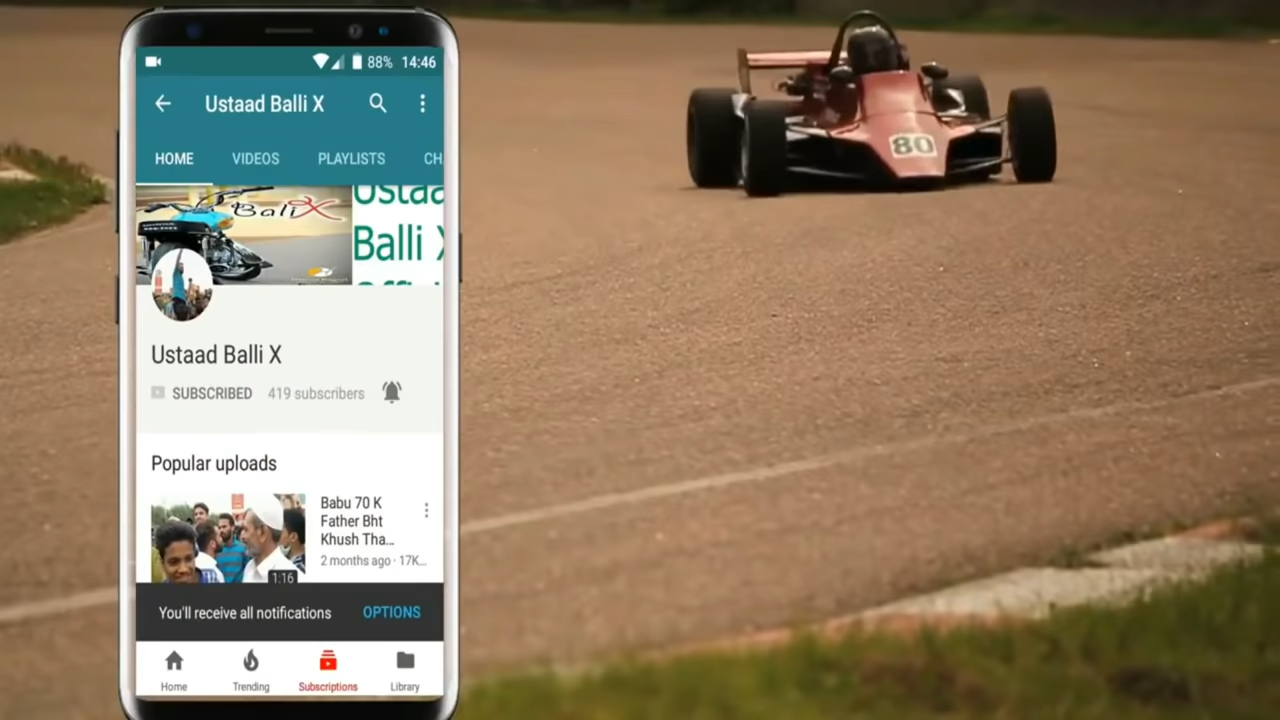 88% 14:46
Ustaad Balli X
HOME VIDEOS PLAYLISTS CH
BaliX
Ustaa
Balli X
Ustaad Balli X
SUBSCRIBED 419 subscribers
Popular uploads
Babu 70 K
Father Bht
Khush Tha...
2 months ago · 17K...
1:16
You'll receive all notifications OPTIONS
Home Trending Subscriptions Library
80